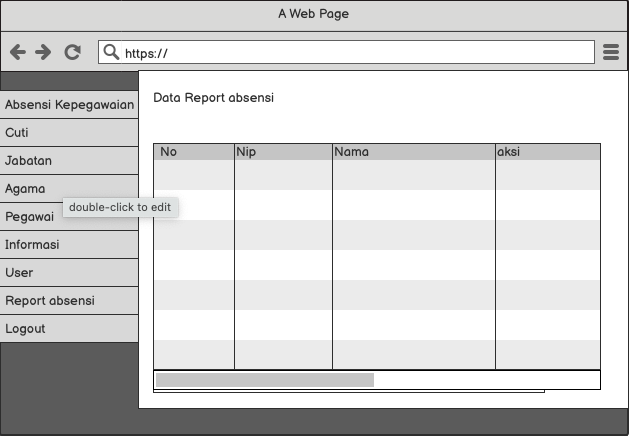 A Web Page
https://
Absensi Kepegawaian
Cuti
Jabatan
Agama
Pegawai
Informasi
User
Report absensi
Logout
double-click to edit
Data Report absensi
No Nip Nama aksi